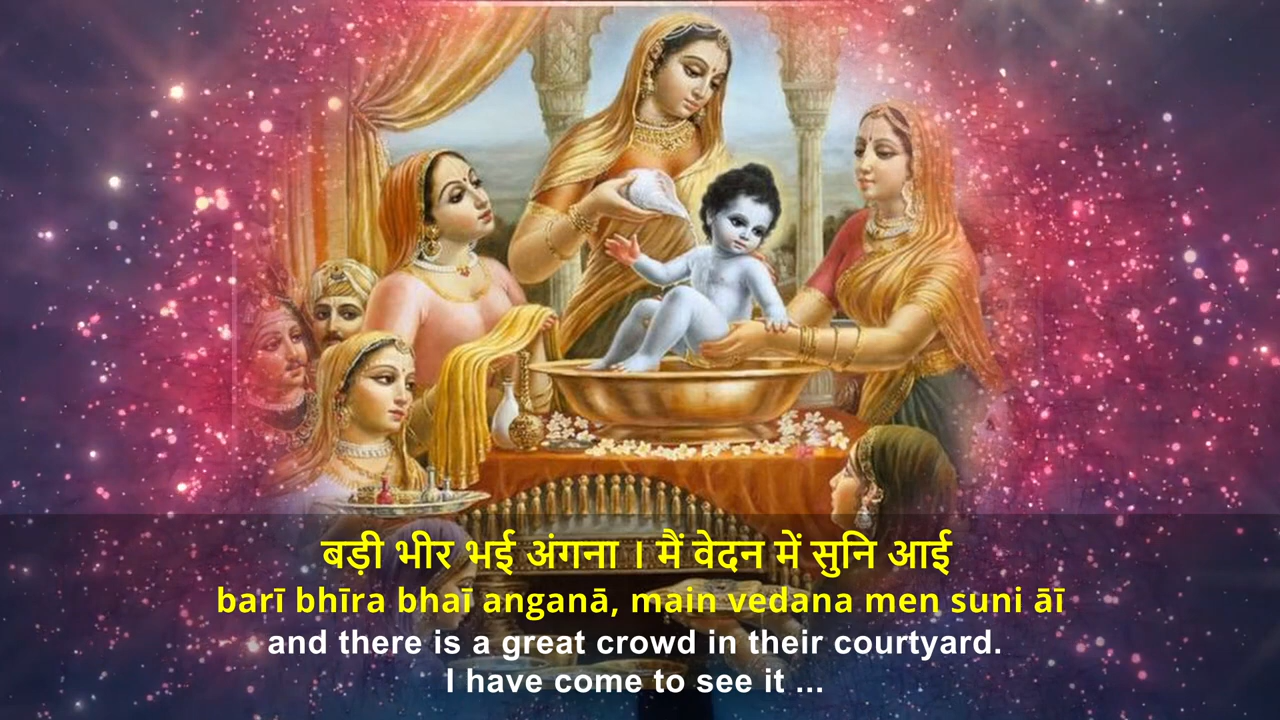 बड़ी भीर भई अंगना । मैं वेदन में सुनि आई
barī bhīra bhaī anganā, main vedana men suni āī
and there is a great crowd in their courtyard.
I have come to see it ...